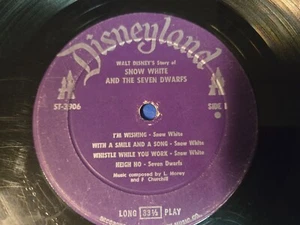 Disneyland
WALT DISNEY'S Story of
SNOW WHITE
AND THE SEVEN DWARFS
ST-2906 SIDE 1
I'M WISHING - Snow White
WITH A SMILE AND A SONG - Snow White
WHISTLE WHILE YOU WORK - Snow White
HEIGH HO - Seven Dwarfs
Music composed by L. Morey
and F. Churchill
LONG 33⅓ PLAY